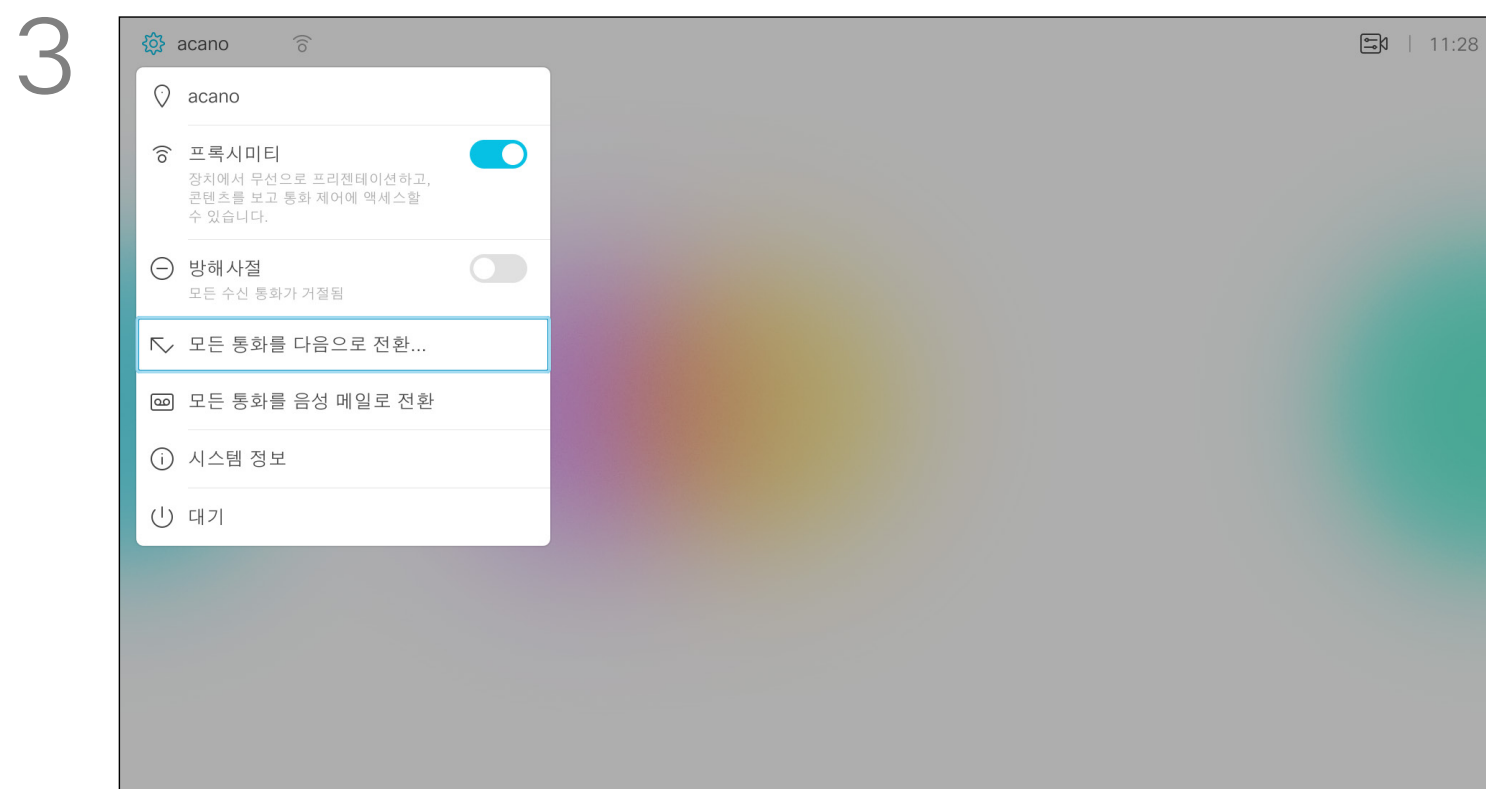 3
acano
11:28
acano
프록시미티
장치에서 무선으로 프리젠테이션하고,
콘텐츠를 보고 통화 제어에 액세스할
수 있습니다.
방해사절
모든 수신 통화가 거절됨
모든 통화를 다음으로 전환...
모든 통화를 음성 메일로 전환
시스템 정보
대기